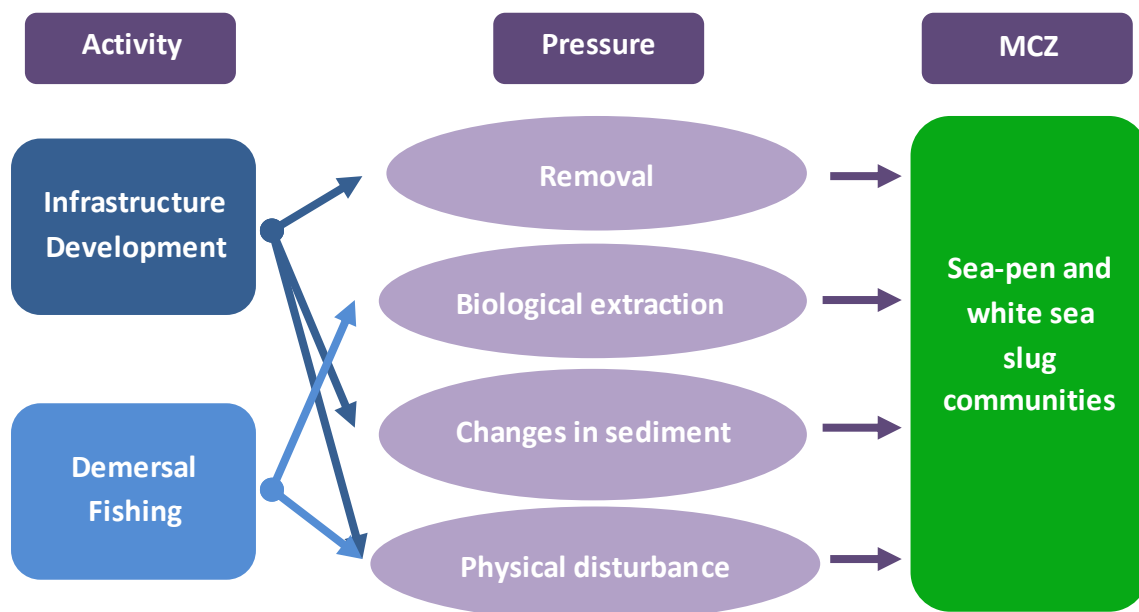 Activity
Pressure
MCZ
Infrastructure
Development
Demersal
Fishing
Removal
Biological extraction
Changes in sediment
Physical disturbance
Sea-pen and
white sea
slug
communities